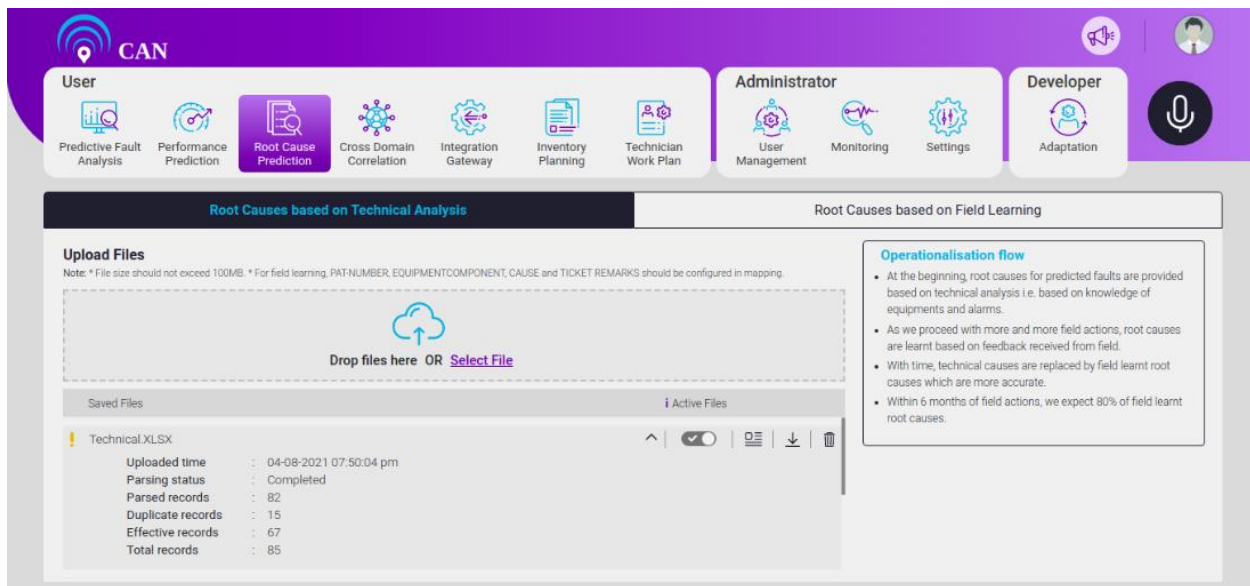 CAN
User
Administrator
Developer
Predictive Fault
Analysis
Performance
Prediction
Root Cause
Prediction
Cross Domain
Correlation
Integration
Gateway
Inventory
Planning
Technician
Work Plan
User
Management
Monitoring
Settings
Adaptation
Root Causes based on Technical Analysis
Root Causes based on Field Learning
Upload Files
Note: * File size should not exceed 100MB. * For field learning, PAT-NUMBER, EQUIPMENTCOMPONENT, CAUSE and TICKET REMARKS should be configured in mapping.
Drop files here OR Select File
Saved Files
i Active Files
! Technical.XLSX
Uploaded time : 04-08-2021 07:50:04 pm
Parsing status : Completed
Parsed records : 82
Duplicate records : 15
Effective records : 67
Total records : 85
Operationalisation flow
• At the beginning, root causes for predicted faults are provided
based on technical analysis i.e. based on knowledge of
equipments and alarms.
• As we proceed with more and more field actions, root causes
are learnt based on feedback received from field.
• With time, technical causes are replaced by field learnt root
causes which are more accurate.
• Within 6 months of field actions, we expect 80% of field learnt
root causes.